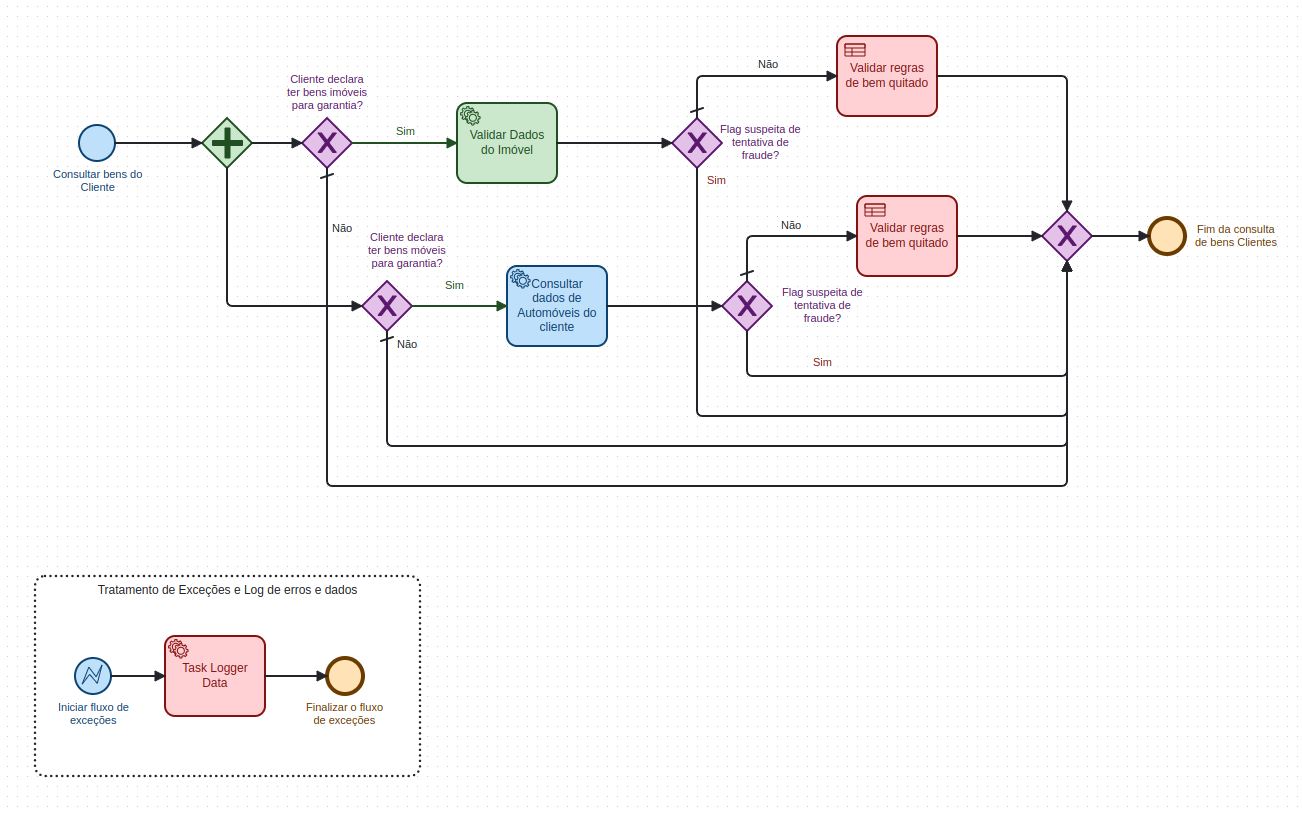 Consultar bens do
Cliente
Cliente declara
ter bens imóveis
para garantia?
Sim
Não
Validar Dados
do Imóvel
Flag suspeita de
tentativa de
fraude?
Não
Sim
Validar regras
de bem quitado
Cliente declara
ter bens móveis
para garantia?
Sim
Não
Consultar
dados de
Automóveis do
cliente
Flag suspeita de
tentativa de
fraude?
Não
Sim
Validar regras
de bem quitado
Fim da consulta
de bens Clientes
Tratamento de Exceções e Log de erros e dados
Iniciar fluxo de
exceções
Task Logger
Data
Finalizar o fluxo
de exceções